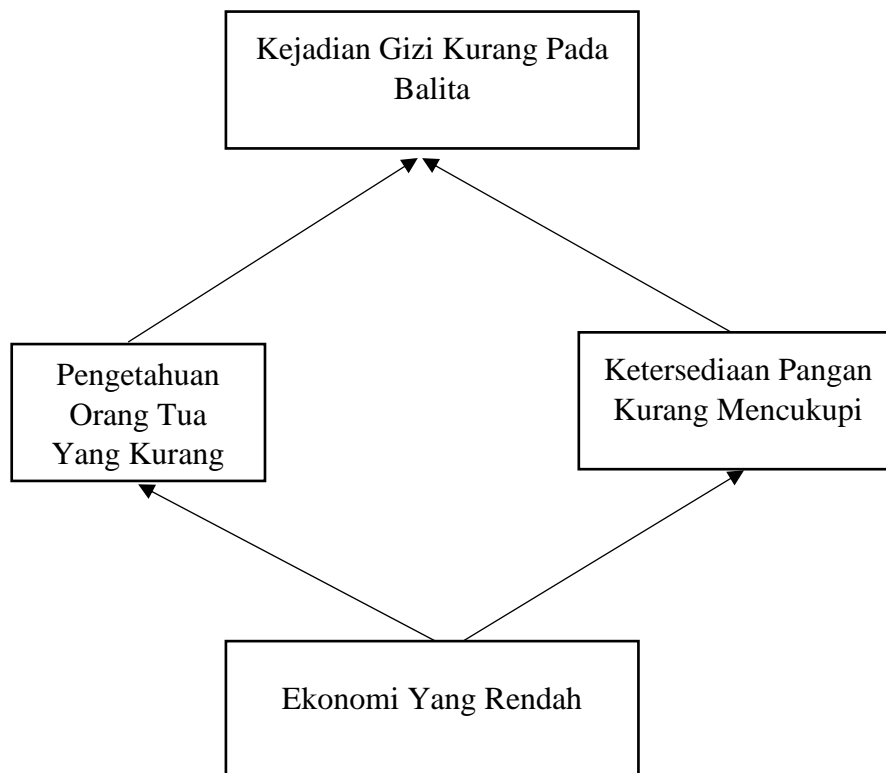 Kejadian Gizi Kurang Pada
Balita
Pengetahuan
Orang Tua
Yang Kurang
Ketersediaan Pangan
Kurang Mencukupi
Ekonomi Yang Rendah